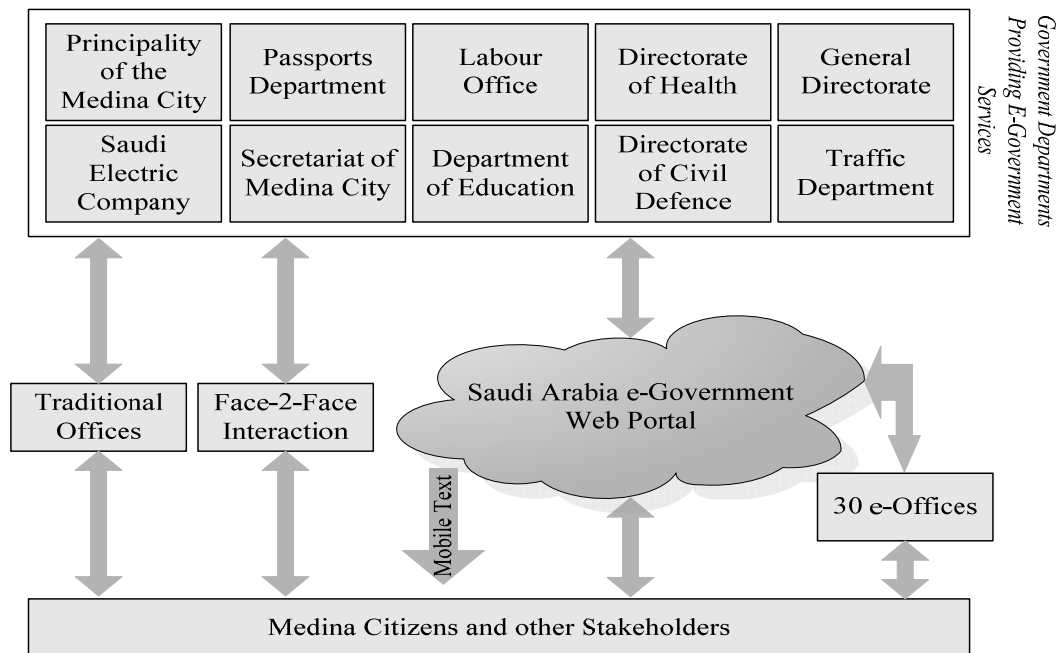 Principality
of the
Medina City
Passports
Department
Labour
Office
Directorate
of Health
General
Directorate
Saudi
Electric
Company
Secretariat of
Medina City
Department
of Education
Directorate
of Civil
Defence
Traffic
Department
Government Departments
Providing E-Government
Services
Traditional
Offices
Face-2-Face
Interaction
Saudi Arabia e-Government
Web Portal
Mobile Text
30 e-Offices
Medina Citizens and other Stakeholders